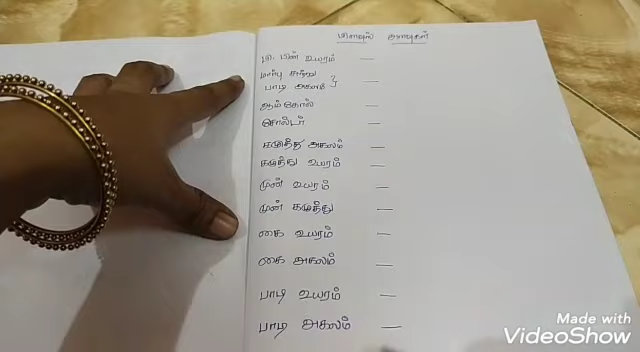 பிளவுஸ் அளவுகள்
பி. பின் உயரம் —
மார்பு சுற்று
பாடி அகலம் } —
ஆம்கோல் —
சோல்டர் —
கழுத்து அகலம் —
கழுத்து உயரம் —
முன் உயரம் —
முன் கழுத்து —
கை உயரம் —
கை அகலம் —
பாடி உயரம் —
பாடி அகலம் —
Made with
VideoShow